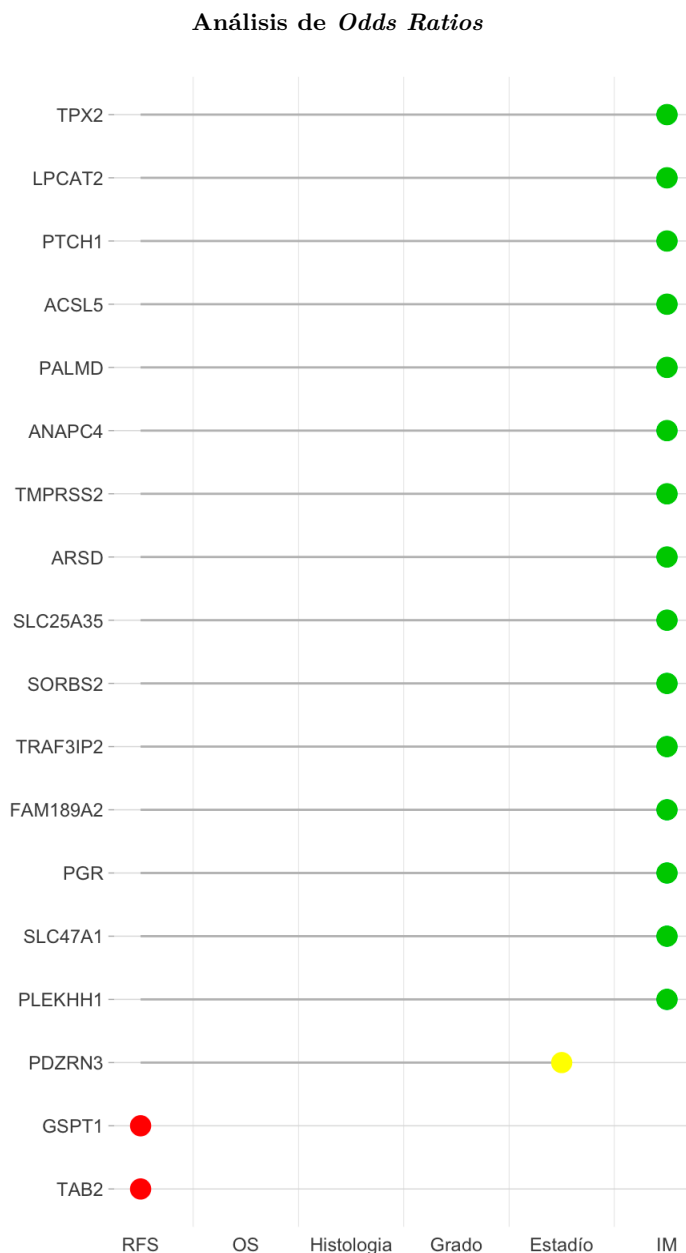 Análisis de Odds Ratios
TPX2
LPCAT2
PTCH1
ACSL5
PALMD
ANAPC4
TMPRSS2
ARSD
SLC25A35
SORBS2
TRAF3IP2
FAM189A2
PGR
SLC47A1
PLEKHH1
PDZRN3
GSPT1
TAB2
RFS OS Histologia Grado Estadío IM